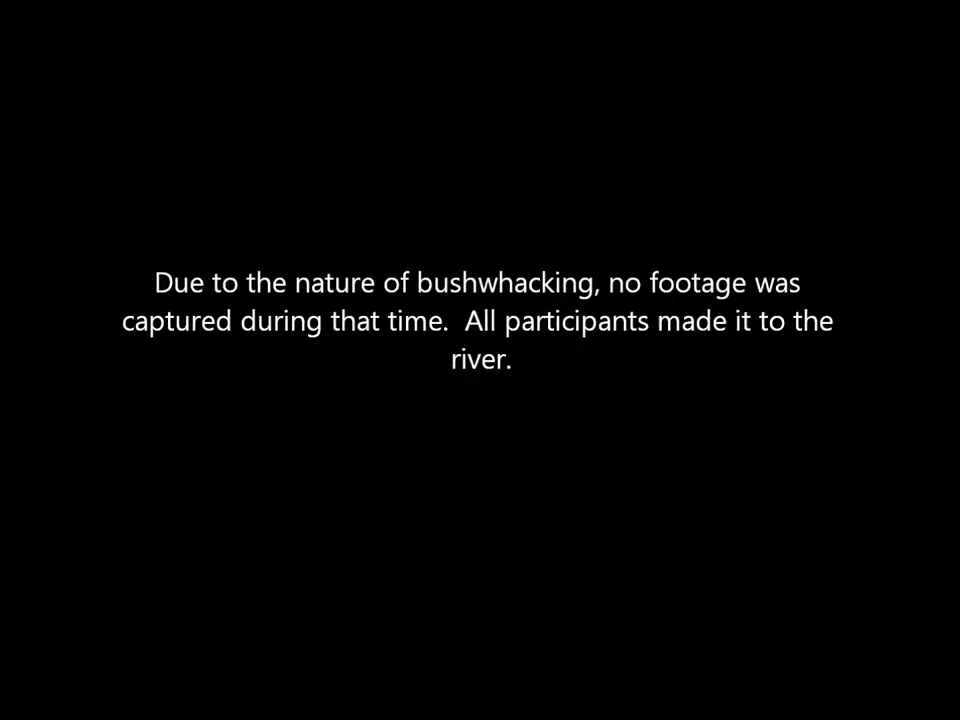 Due to the nature of bushwhacking, no footage was
captured during that time.  All participants made it to the
river.